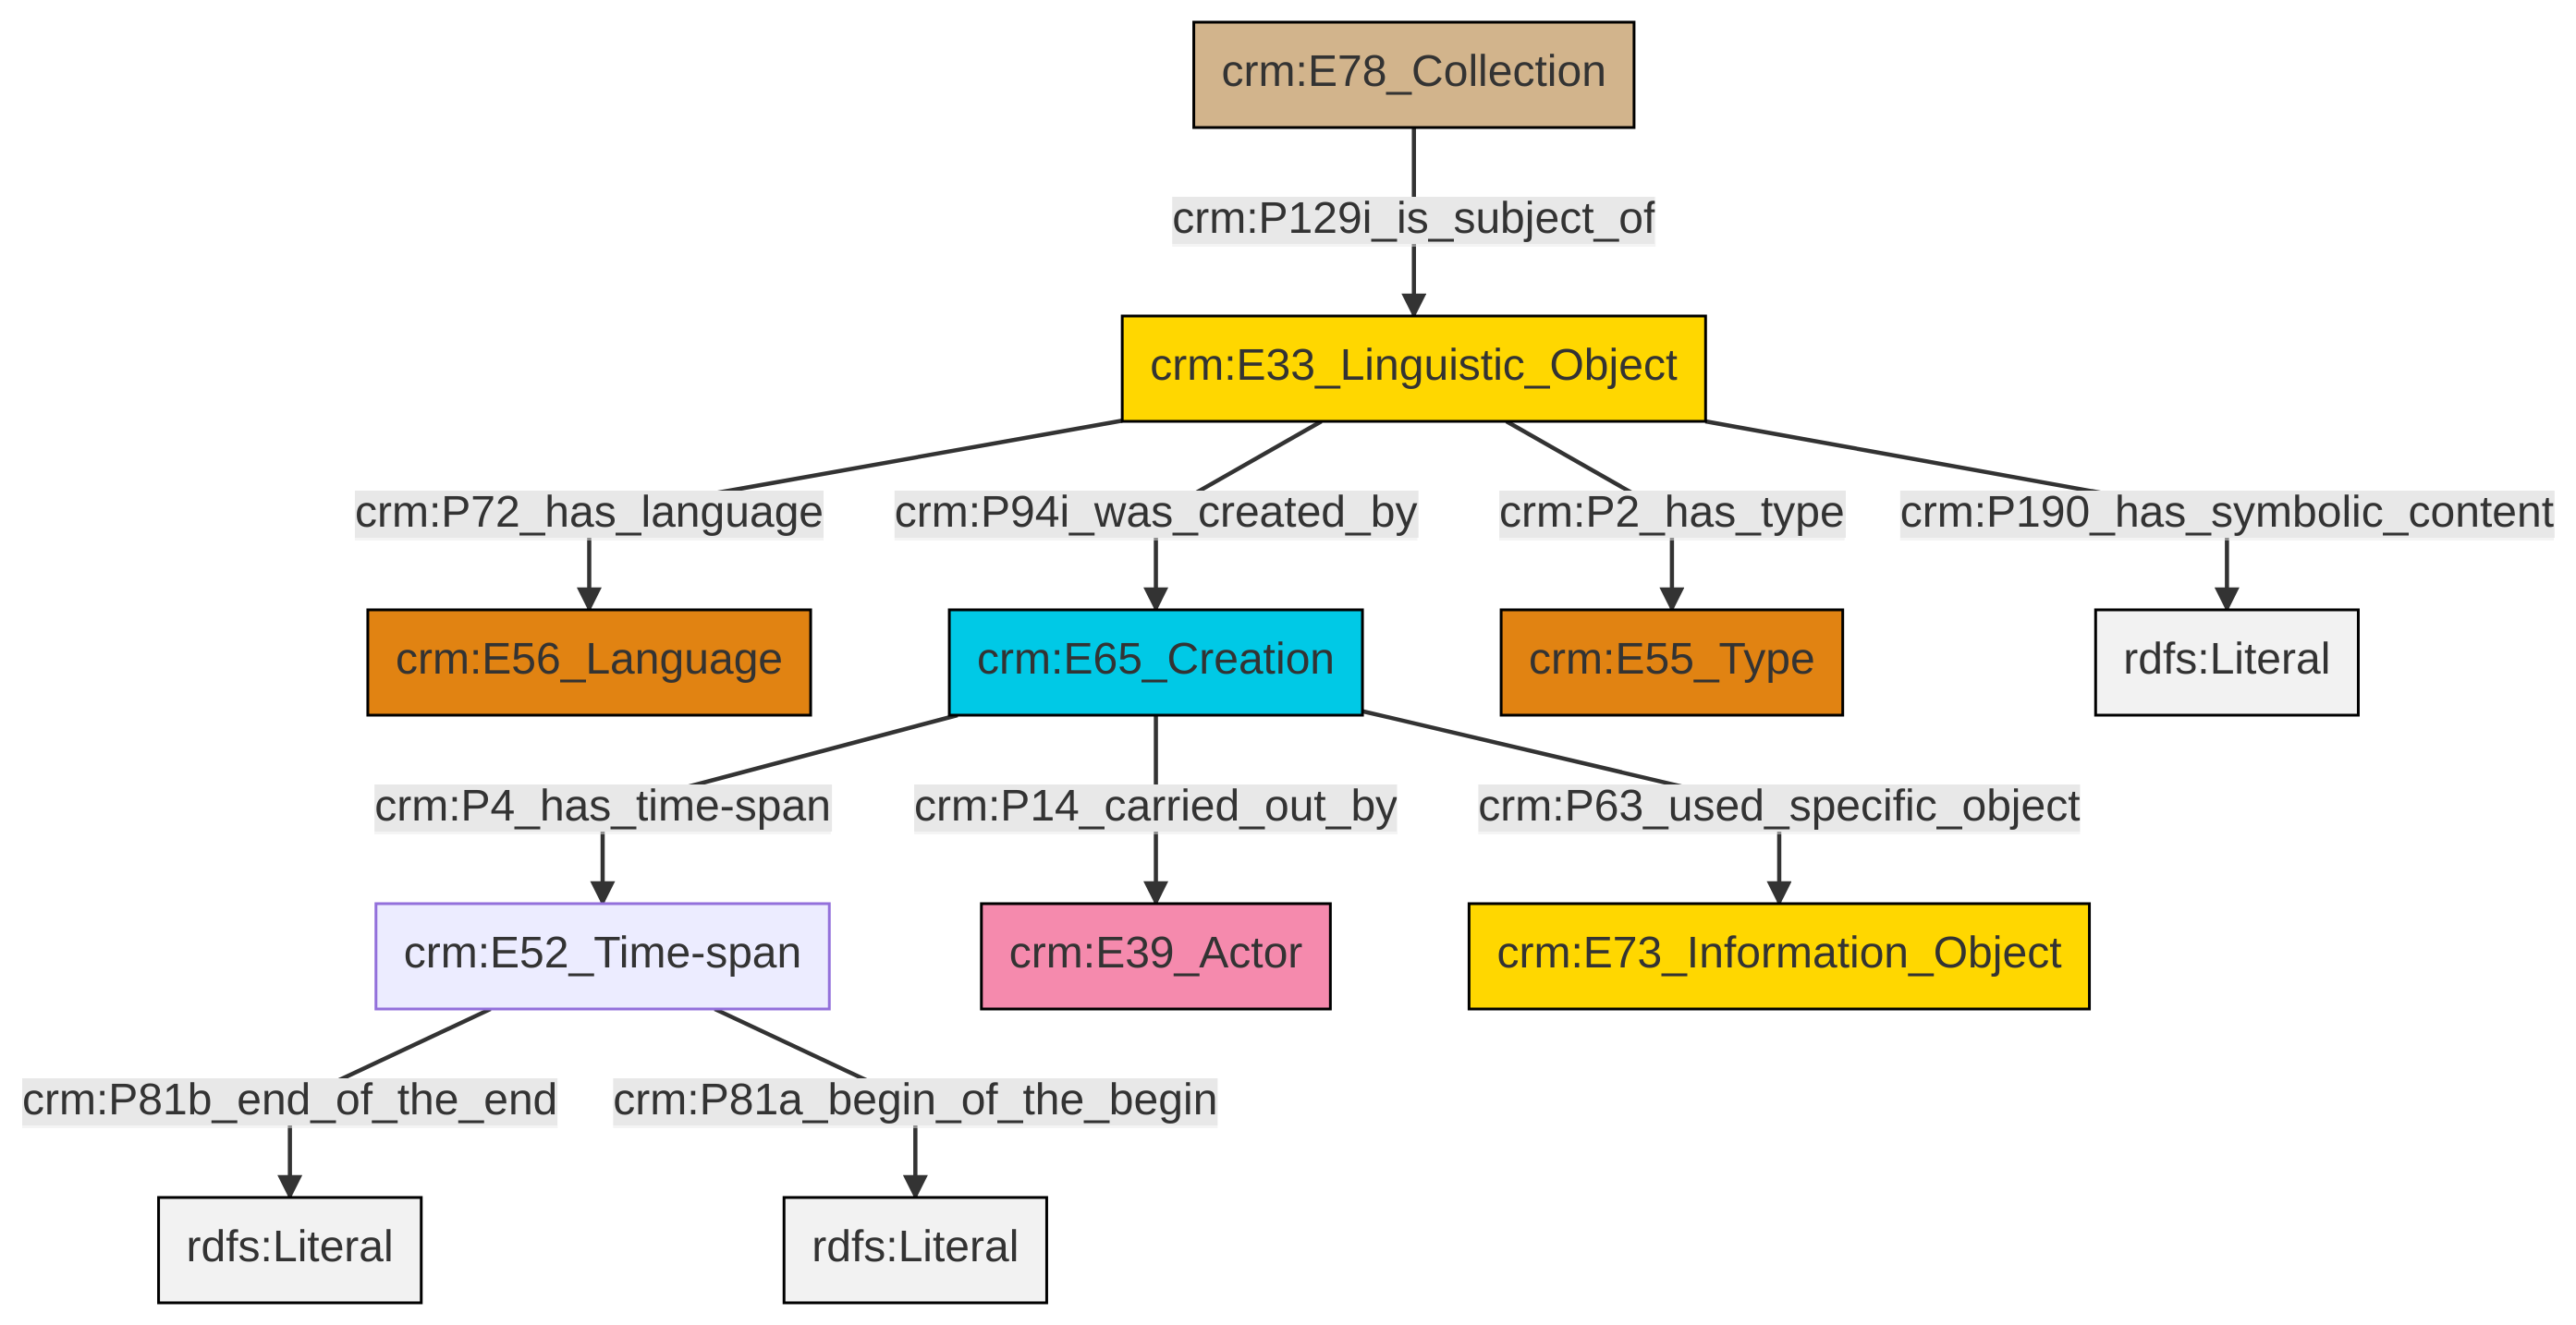 crm:E78_Collection
crm:P129i_is_subject_of
crm:E33_Linguistic_Object
crm:P72_has_language
crm:P94i_was_created_by
crm:P2_has_type
crm:P190_has_symbolic_content
crm:E56_Language
crm:E65_Creation
crm:E55_Type
rdfs:Literal
crm:P4_has_time-span
crm:P14_carried_out_by
crm:P63_used_specific_object
crm:E52_Time-span
crm:E39_Actor
crm:E73_Information_Object
crm:P81b_end_of_the_end
crm:P81a_begin_of_the_begin
rdfs:Literal
rdfs:Literal